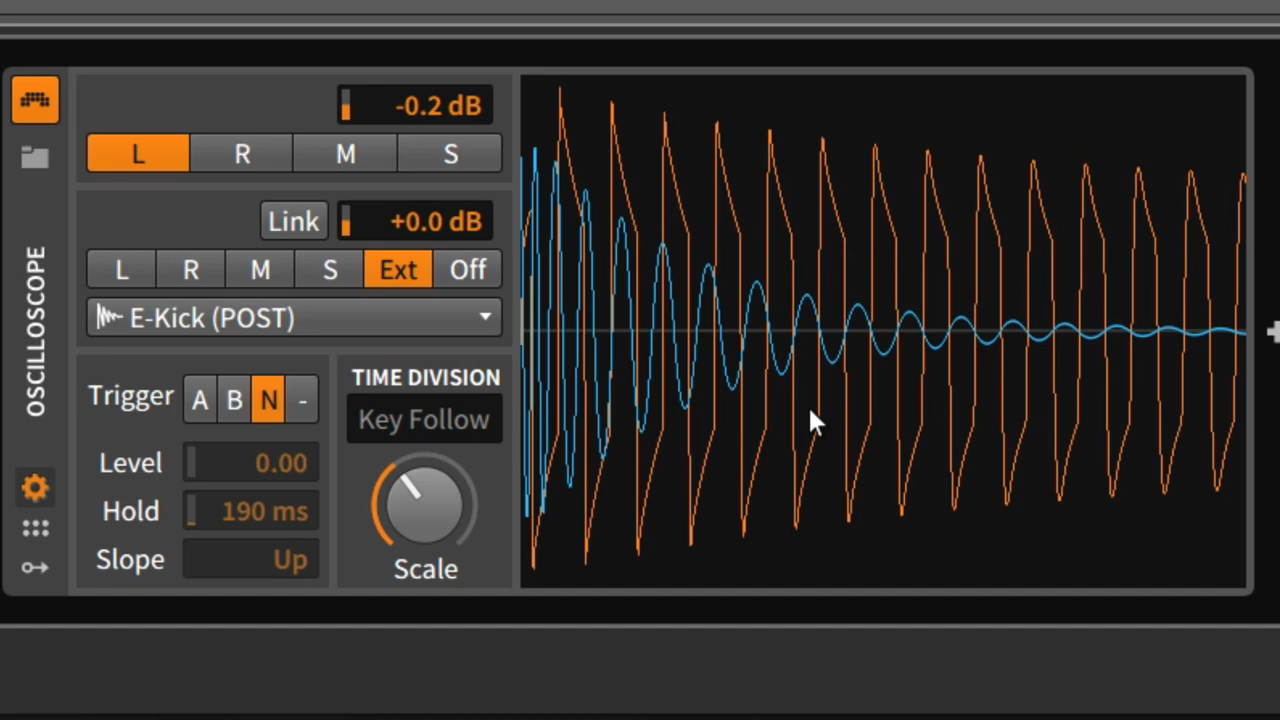 OSCILLOSCOPE
-0.2 dB
L R M S
Link +0.0 dB
L R M S Ext Off
E-Kick (POST)
Trigger A B N -
Level 0.00
Hold 190 ms
Slope Up
TIME DIVISION
Key Follow
Scale